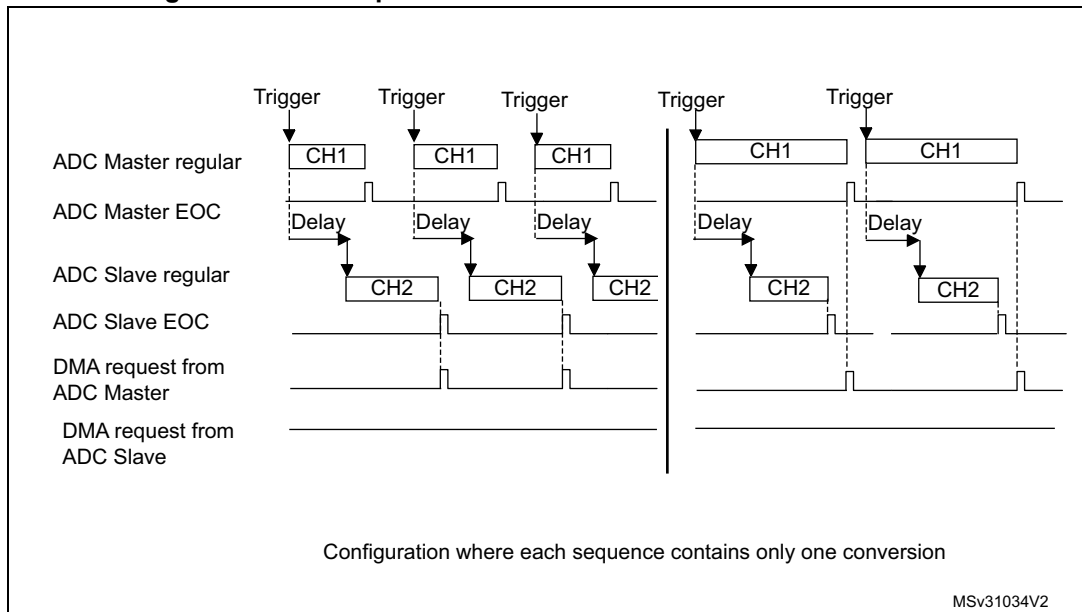 Trigger Trigger Trigger Trigger Trigger
ADC Master regular CH1 CH1 CH1 CH1 CH1
ADC Master EOC
Delay Delay Delay Delay Delay
ADC Slave regular CH2 CH2 CH2 CH2 CH2
ADC Slave EOC
DMA request from
ADC Master
DMA request from
ADC Slave
Configuration where each sequence contains only one conversion
MSv31034V2